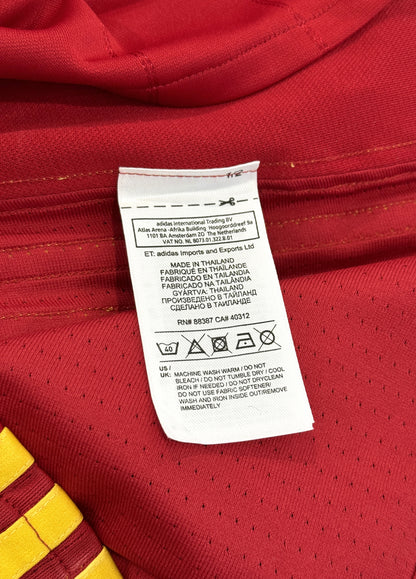 adidas International Trading BV
Atlas Arena -Afrika Building Hoogoorddreef 9a
1101 BA Amsterdam ZO The Netherlands
VAT NO. NL 8073.01.322.B.01
ET: adidas Imports and Exports Ltd
MADE IN THAILAND
FABRIQUÉ EN THAÏLANDE
FABRICADO EN TAILANDIA
FABRICADO NA TAILÂNDIA
GYÁRTVA: THAIFÖLD
ПРОИЗВЕДЕНО В ТАЙЛАНД
СДЕЛАНО В ТАИЛАНДЕ
RN# 88387 CA# 40312
40
US /
UK: MACHINE WASH WARM / DO NOT
BLEACH / DO NOT TUMBLE DRY / COOL
IRON IF NEEDED / DO NOT DRY CLEAN /
DO NOT USE FABRIC SOFTENER/
WASH AND IRON INSIDE OUT/REMOVE
IMMEDIATELY